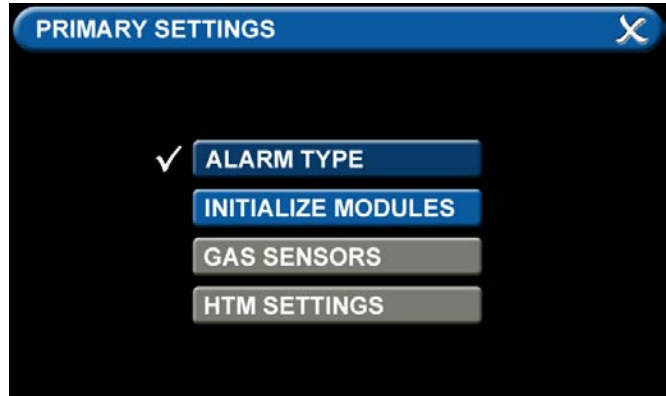 PRIMARY SETTINGS
ALARM TYPE
INITIALIZE MODULES
GAS SENSORS
HTM SETTINGS